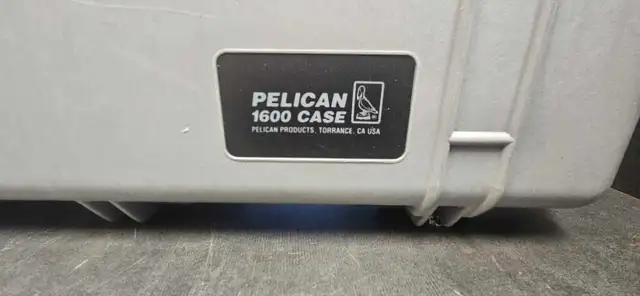 PELICAN
1600 CASE
PELICAN PRODUCTS, TORRANCE, CA USA